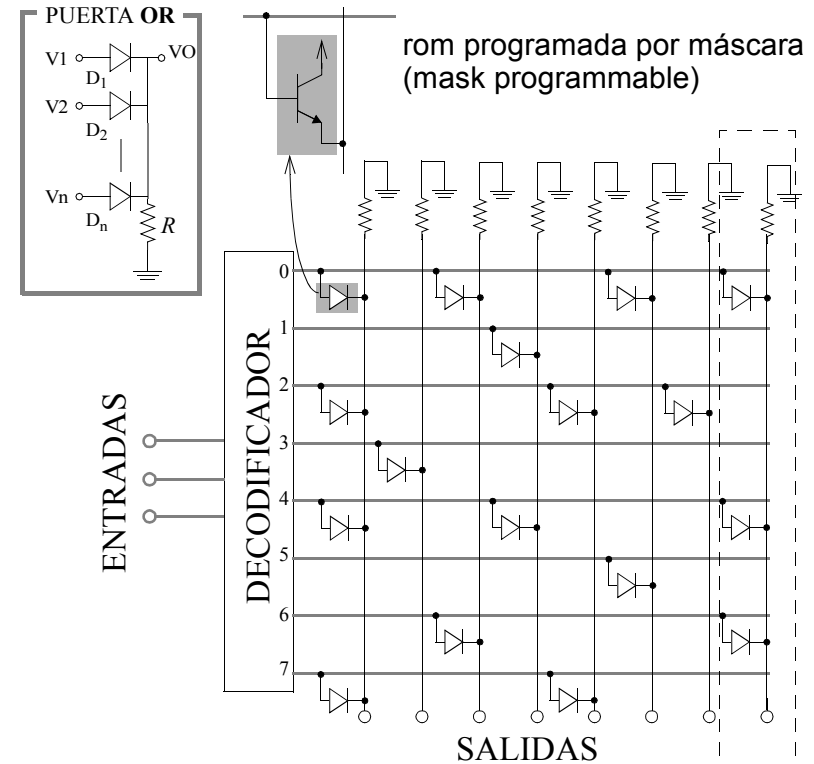 PUERTA OR
V1
VO
D1
V2
D2
Vn
Dn
R
rom programada por máscara
(mask programmable)
ENTRADAS
DECODIFICADOR
0
1
2
3
4
5
6
7
SALIDAS